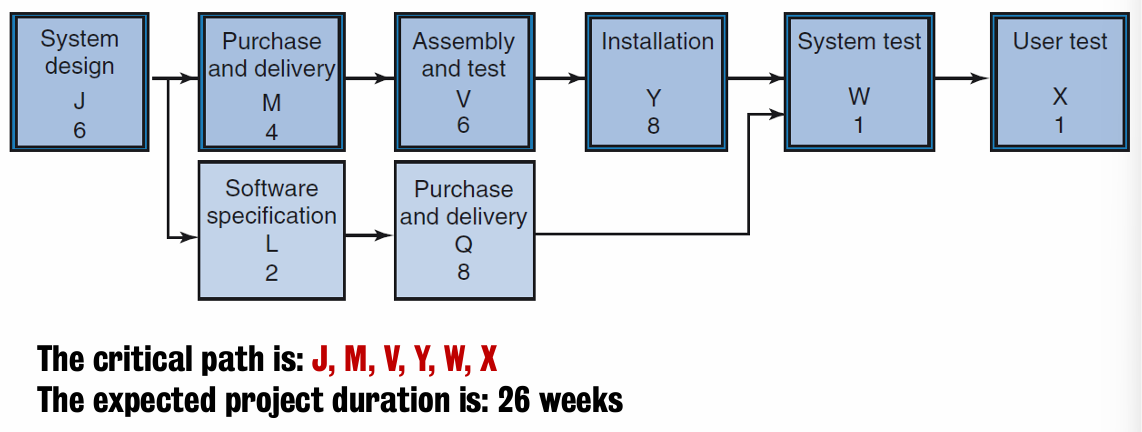 System
design
J
6
Purchase
and delivery
M
4
Assembly
and test
V
6
Installation
Y
8
System test
W
1
User test
X
1
Software
specification
L
2
Purchase
and delivery
Q
8
The critical path is: J, M, V, Y, W, X
The expected project duration is: 26 weeks